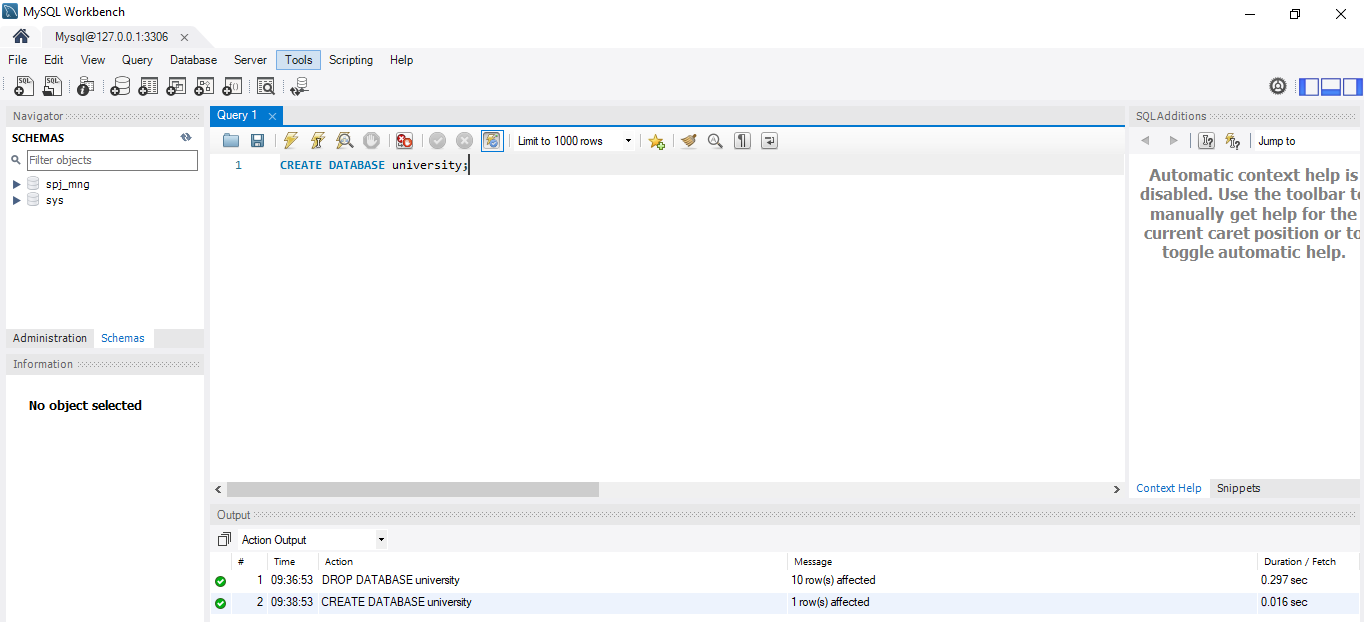 MySQL Workbench
Mysql@127.0.0.1:3306
File Edit View Query Database Server Tools Scripting Help
Navigator
SCHEMAS
Filter objects
spj_mng
sys
Administration Schemas
Information
No object selected
Query 1
Limit to 1000 rows
1 CREATE DATABASE university;
SQLAdditions
Jump to
Automatic context help is
disabled. Use the toolbar to
manually get help for the
current caret position or to
toggle automatic help.
Context Help Snippets
Output
Action Output
# Time Action Message Duration / Fetch
1 09:36:53 DROP DATABASE university 10 row(s) affected 0.297 sec
2 09:38:53 CREATE DATABASE university 1 row(s) affected 0.016 sec